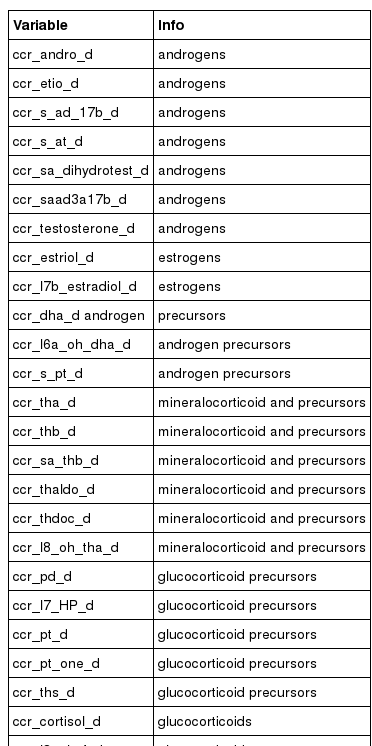 Variable Info
ccr_andro_d androgens
ccr_etio_d androgens
ccr_s_ad_17b_d androgens
ccr_s_at_d androgens
ccr_sa_dihydrotest_d androgens
ccr_saad3a17b_d androgens
ccr_testosterone_d androgens
ccr_estriol_d estrogens
ccr_l7b_estradiol_d estrogens
ccr_dha_d androgen precursors
ccr_l6a_oh_dha_d androgen precursors
ccr_s_pt_d androgen precursors
ccr_tha_d mineralocorticoid and precursors
ccr_thb_d mineralocorticoid and precursors
ccr_sa_thb_d mineralocorticoid and precursors
ccr_thaldo_d mineralocorticoid and precursors
ccr_thdoc_d mineralocorticoid and precursors
ccr_l8_oh_tha_d mineralocorticoid and precursors
ccr_pd_d glucocorticoid precursors
ccr_l7_HP_d glucocorticoid precursors
ccr_pt_d glucocorticoid precursors
ccr_pt_one_d glucocorticoid precursors
ccr_ths_d glucocorticoid precursors
ccr_cortisol_d glucocorticoids